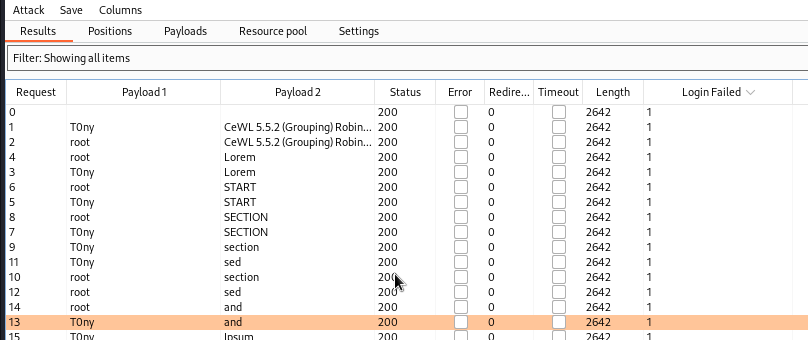 Attack Save Columns
Results Positions Payloads Resource pool Settings
Filter: Showing all items
Request Payload 1 Payload 2 Status Error Redire... Timeout Length Login Failed
0 200 0 2642 1
1 T0ny CeWL 5.5.2 (Grouping) Robin... 200 0 2642 1
2 root CeWL 5.5.2 (Grouping) Robin... 200 0 2642 1
4 root Lorem 200 0 2642 1
3 T0ny Lorem 200 0 2642 1
6 root START 200 0 2642 1
5 T0ny START 200 0 2642 1
8 root SECTION 200 0 2642 1
7 T0ny SECTION 200 0 2642 1
9 T0ny section 200 0 2642 1
11 T0ny sed 200 0 2642 1
10 root section 200 0 2642 1
12 root sed 200 0 2642 1
14 root and 200 0 2642 1
13 T0ny and 200 0 2642 1
15 T0ny Ipsum 200 0 2642 1